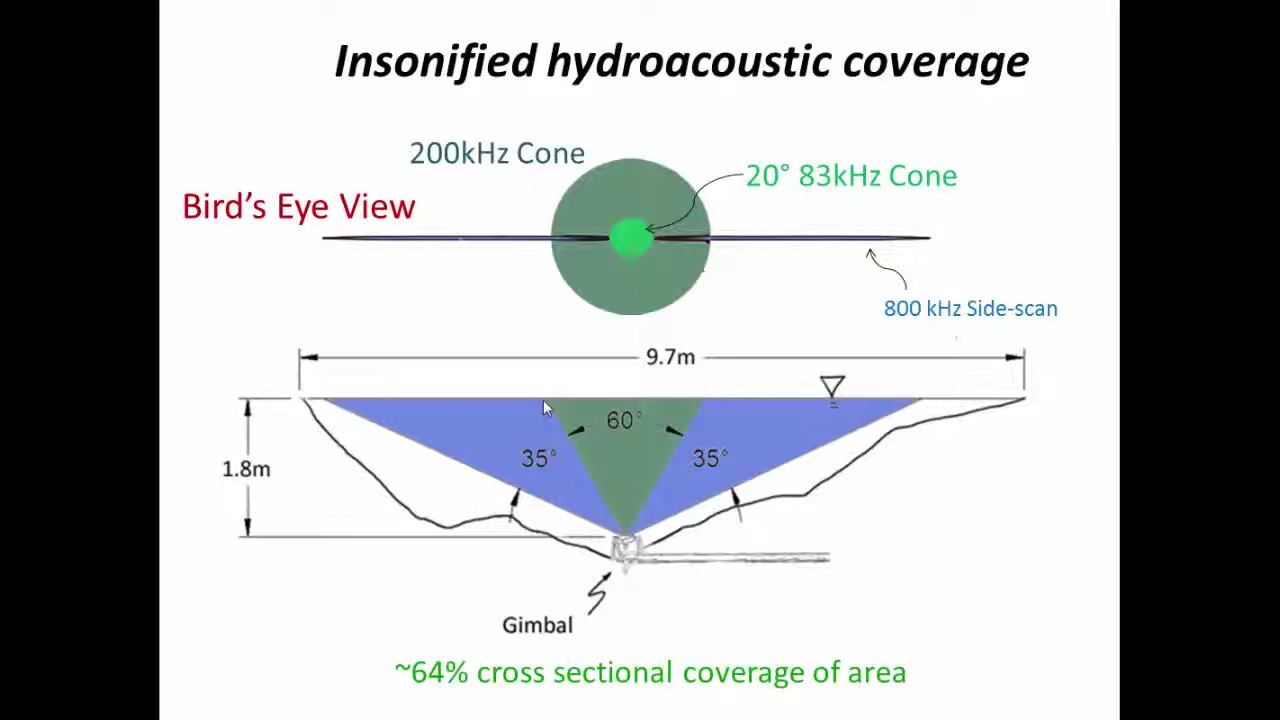 Insonified hydroacoustic coverage
200kHz Cone
20° 83kHz Cone
Bird's Eye View
800 kHz Side-scan
9.7m
60°
35°
35°
1.8m
Gimbal
~64% cross sectional coverage of area